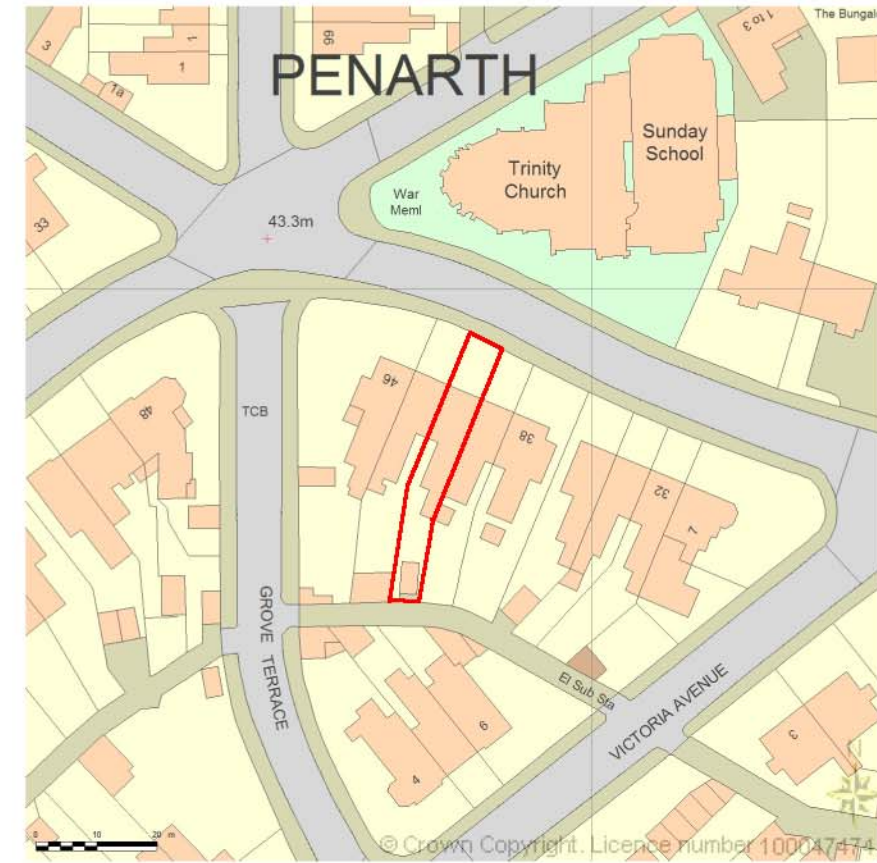 The Bungal
3
1
1
1a
66
1 to 3
PENARTH
Sunday
School
Trinity
Church
War
Meml
33
43.3m
46
48
TCB
38
32
7
GROVE TERRACE
El Sub Sta
VICTORIA AVENUE
6
4
3
N
0 10 20 m
© Crown Copyright. Licence number 100047474